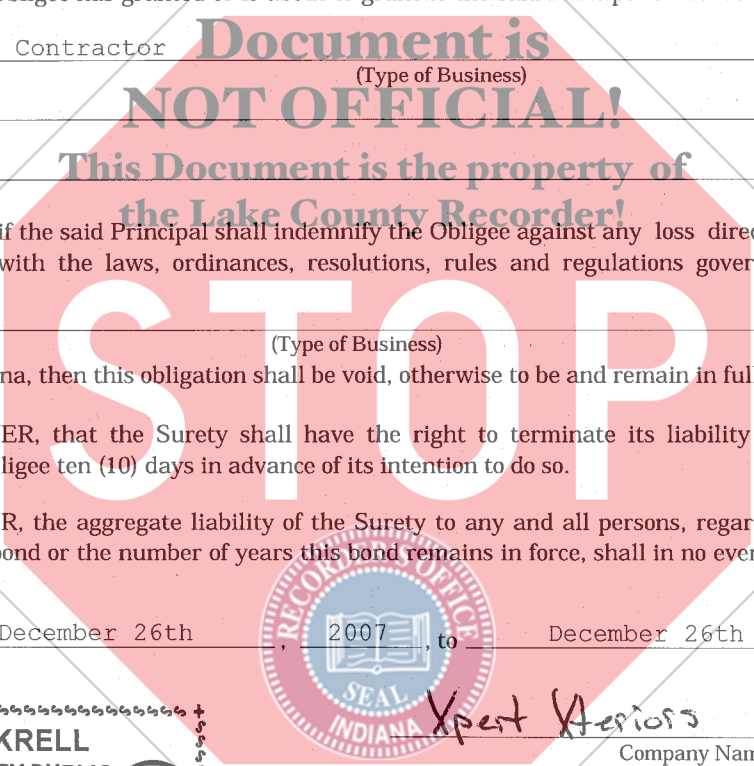 Contractor
Document is
(Type of Business)
NOT OFFICIAL!
This Document is the property of
the Lake County Recorder!
if the said Principal shall indemnify the Obligee against any loss direc
with the laws, ordinances, resolutions, rules and regulations gover
STOP
(Type of Business)
na, then this obligation shall be void, otherwise to be and remain in full
ER, that the Surety shall have the right to terminate its liability
ligee ten (10) days in advance of its intention to do so.
R, the aggregate liability of the Surety to any and all persons, regar
bond or the number of years this bond remains in force, shall in no even
RECORDER'S OFFICE
December 26th, 2007, to December 26th
SEAL
INDIANA
Xpert Xteriors
KRELL
Company Nam